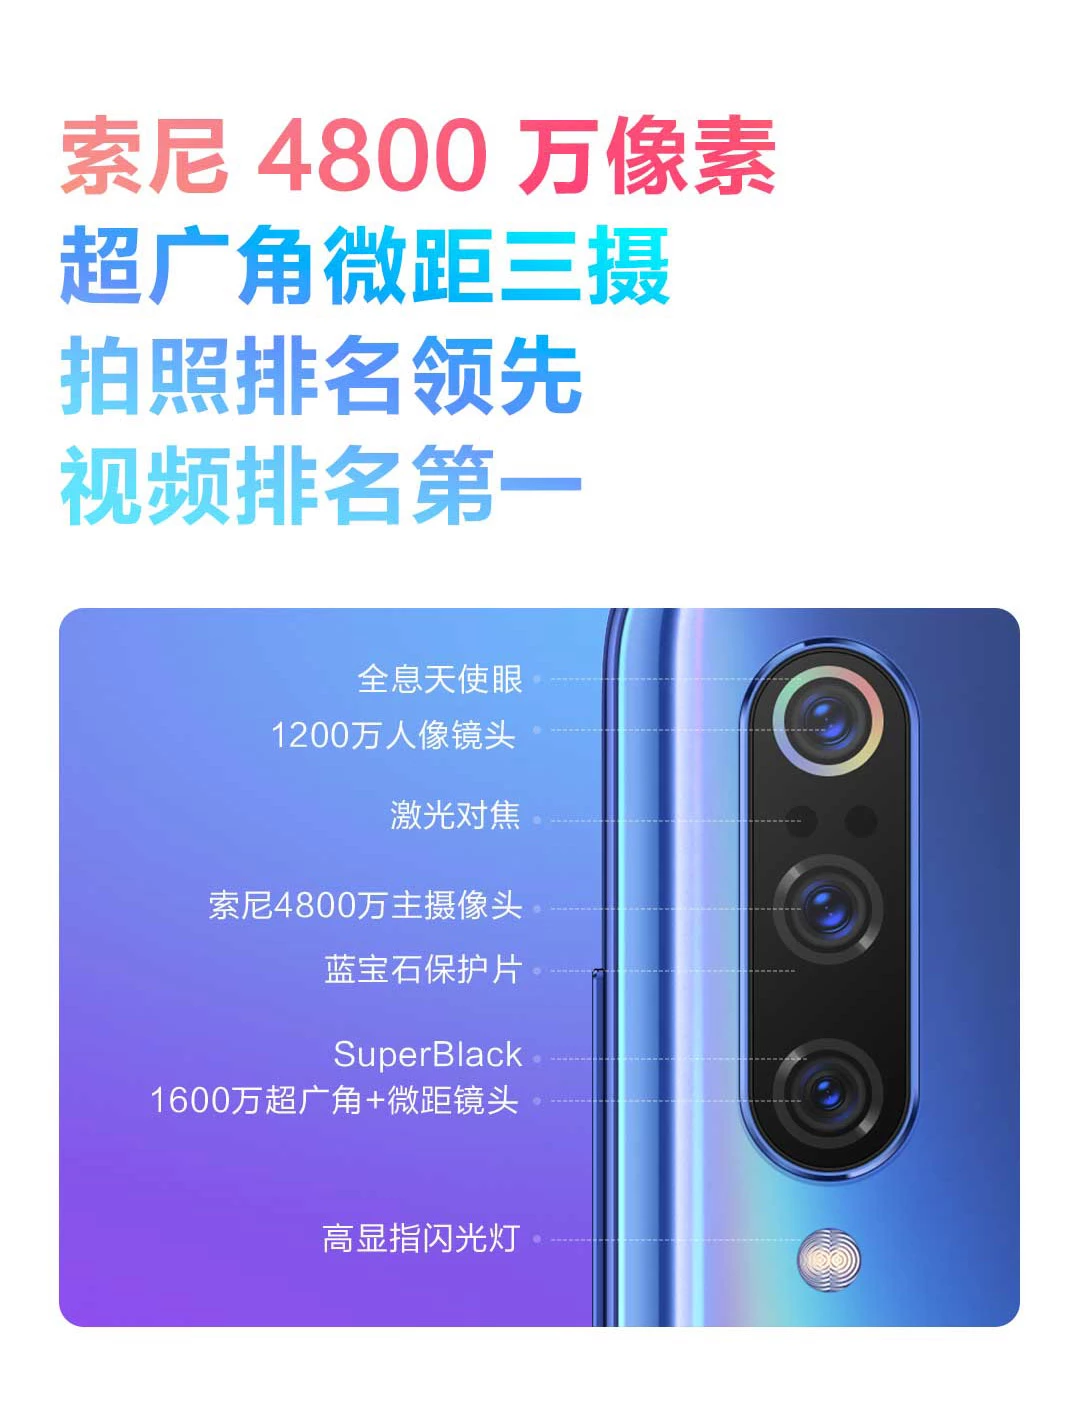 索尼 4800 万像素
超广角微距三摄
拍照排名领先
视频排名第一
全息天使眼
1200万人像镜头
激光对焦
索尼4800万主摄像头
蓝宝石保护片
SuperBlack
1600万超广角+微距镜头
高显指闪光灯